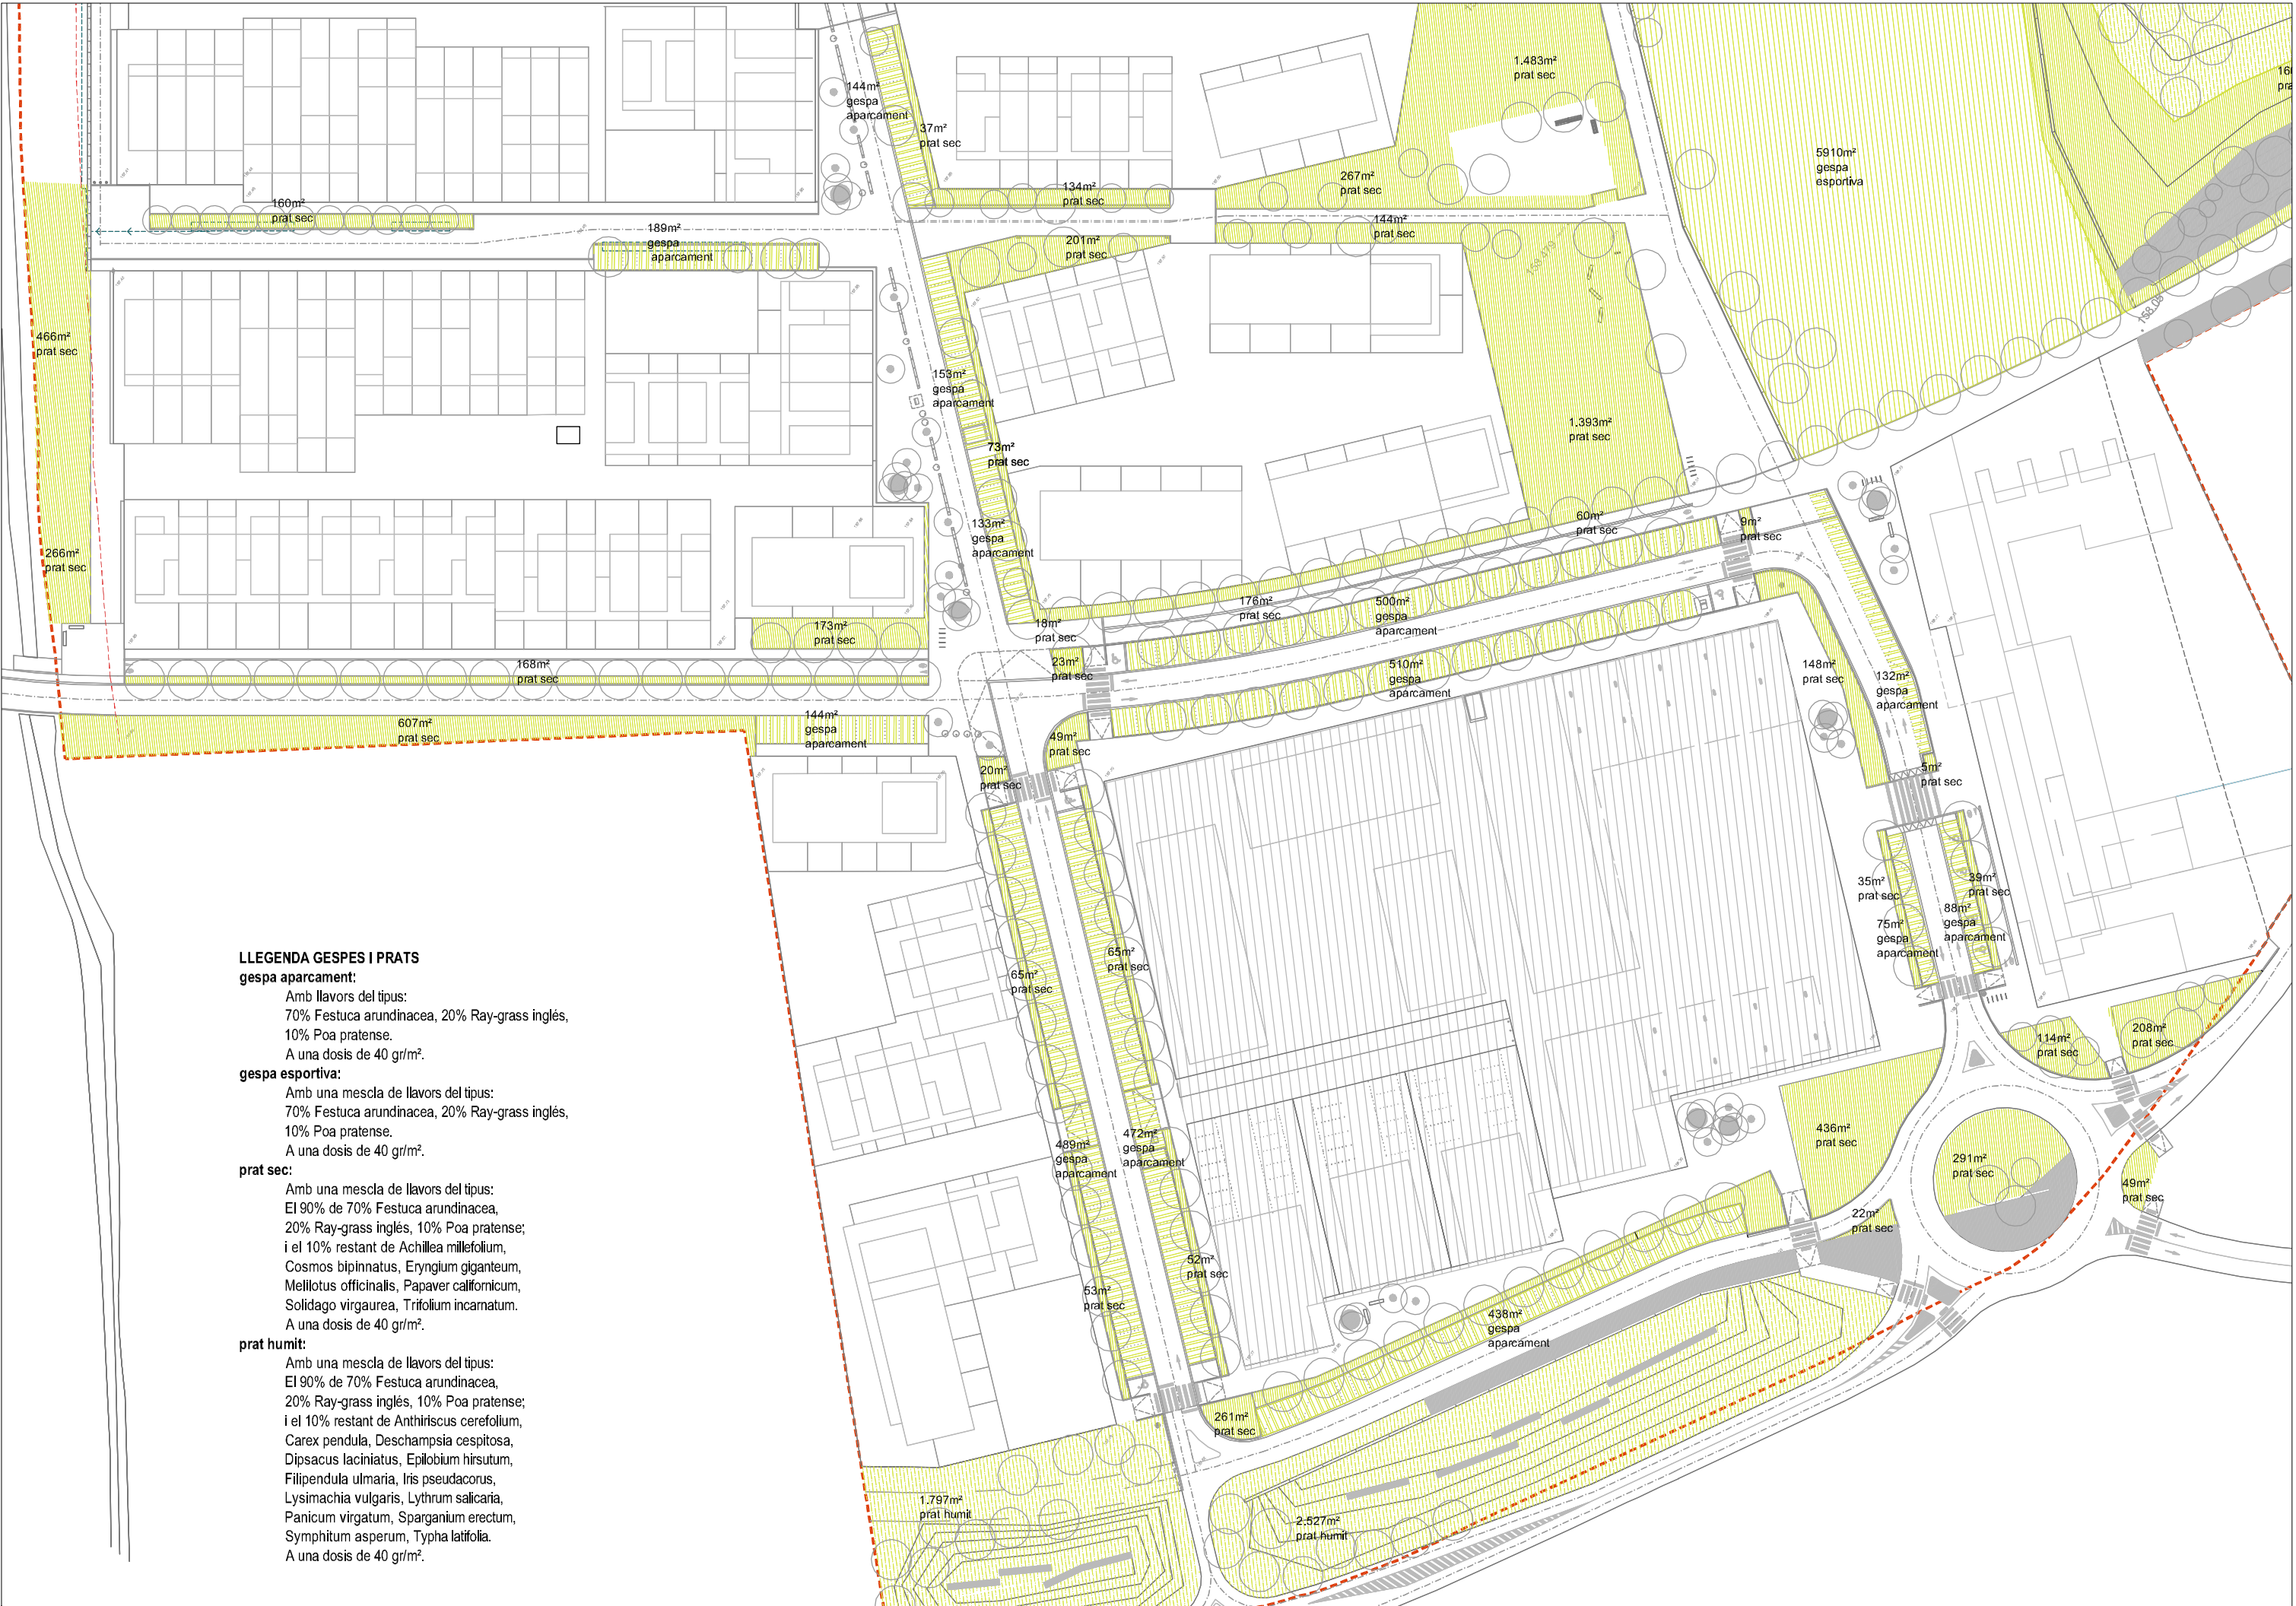 144m²
gespa
aparcament
37m²
prat sec
1.483m²
prat sec
5910m²
gespa
esportiva
160m²
prat sec
189m²
gespa
aparcament
134m²
prat sec
267m²
prat sec
144m²
prat sec
201m²
prat sec
466m²
prat sec
153m²
gespa
aparcament
73m²
prat sec
1.393m²
prat sec
158.05
133m²
gespa
aparcament
60m²
prat sec
9m²
prat sec
266m²
prat sec
176m²
prat sec
500m²
gespa
aparcament
173m²
prat sec
18m²
prat sec
168m²
prat sec
23m²
prat sec
510m²
gespa
aparcament
148m²
prat sec
132m²
gespa
aparcament
607m²
prat sec
144m²
gespa
aparcament
49m²
prat sec
20m²
prat sec
5m²
prat sec
35m²
prat sec
39m²
prat sec
75m²
gespa
aparcament
88m²
gespa
aparcament
65m²
prat sec
65m²
prat sec
114m²
prat sec
208m²
prat sec
489m²
gespa
aparcament
472m²
gespa
aparcament
436m²
prat sec
291m²
prat sec
49m²
prat sec
22m²
prat sec
52m²
prat sec
53m²
prat sec
438m²
gespa
aparcament
261m²
prat sec
1.797m²
prat humit
2.527m²
prat humit
LLEGENDA GESPES I PRATS
gespa aparcament:
Amb llavors del tipus:
70% Festuca arundinacea, 20% Ray-grass inglés,
10% Poa pratense.
A una dosis de 40 gr/m².
gespa esportiva:
Amb una mescla de llavors del tipus:
70% Festuca arundinacea, 20% Ray-grass inglés,
10% Poa pratense.
A una dosis de 40 gr/m².
prat sec:
Amb una mescla de llavors del tipus:
El 90% de 70% Festuca arundinacea,
20% Ray-grass inglés, 10% Poa pratense;
i el 10% restant de Achillea millefolium,
Cosmos bipinnatus, Eryngium giganteum,
Melilotus officinalis, Papaver californicum,
Solidago virgaurea, Trifolium incarnatum.
A una dosis de 40 gr/m².
prat humit:
Amb una mescla de llavors del tipus:
El 90% de 70% Festuca arundinacea,
20% Ray-grass inglés, 10% Poa pratense;
i el 10% restant de Anthiriscus cerefolium,
Carex pendula, Deschampsia cespitosa,
Dipsacus laciniatus, Epilobium hirsutum,
Filipendula ulmaria, Iris pseudacorus,
Lysimachia vulgaris, Lythrum salicaria,
Panicum virgatum, Sparganium erectum,
Symphitum asperum, Typha latifolia.
A una dosis de 40 gr/m².